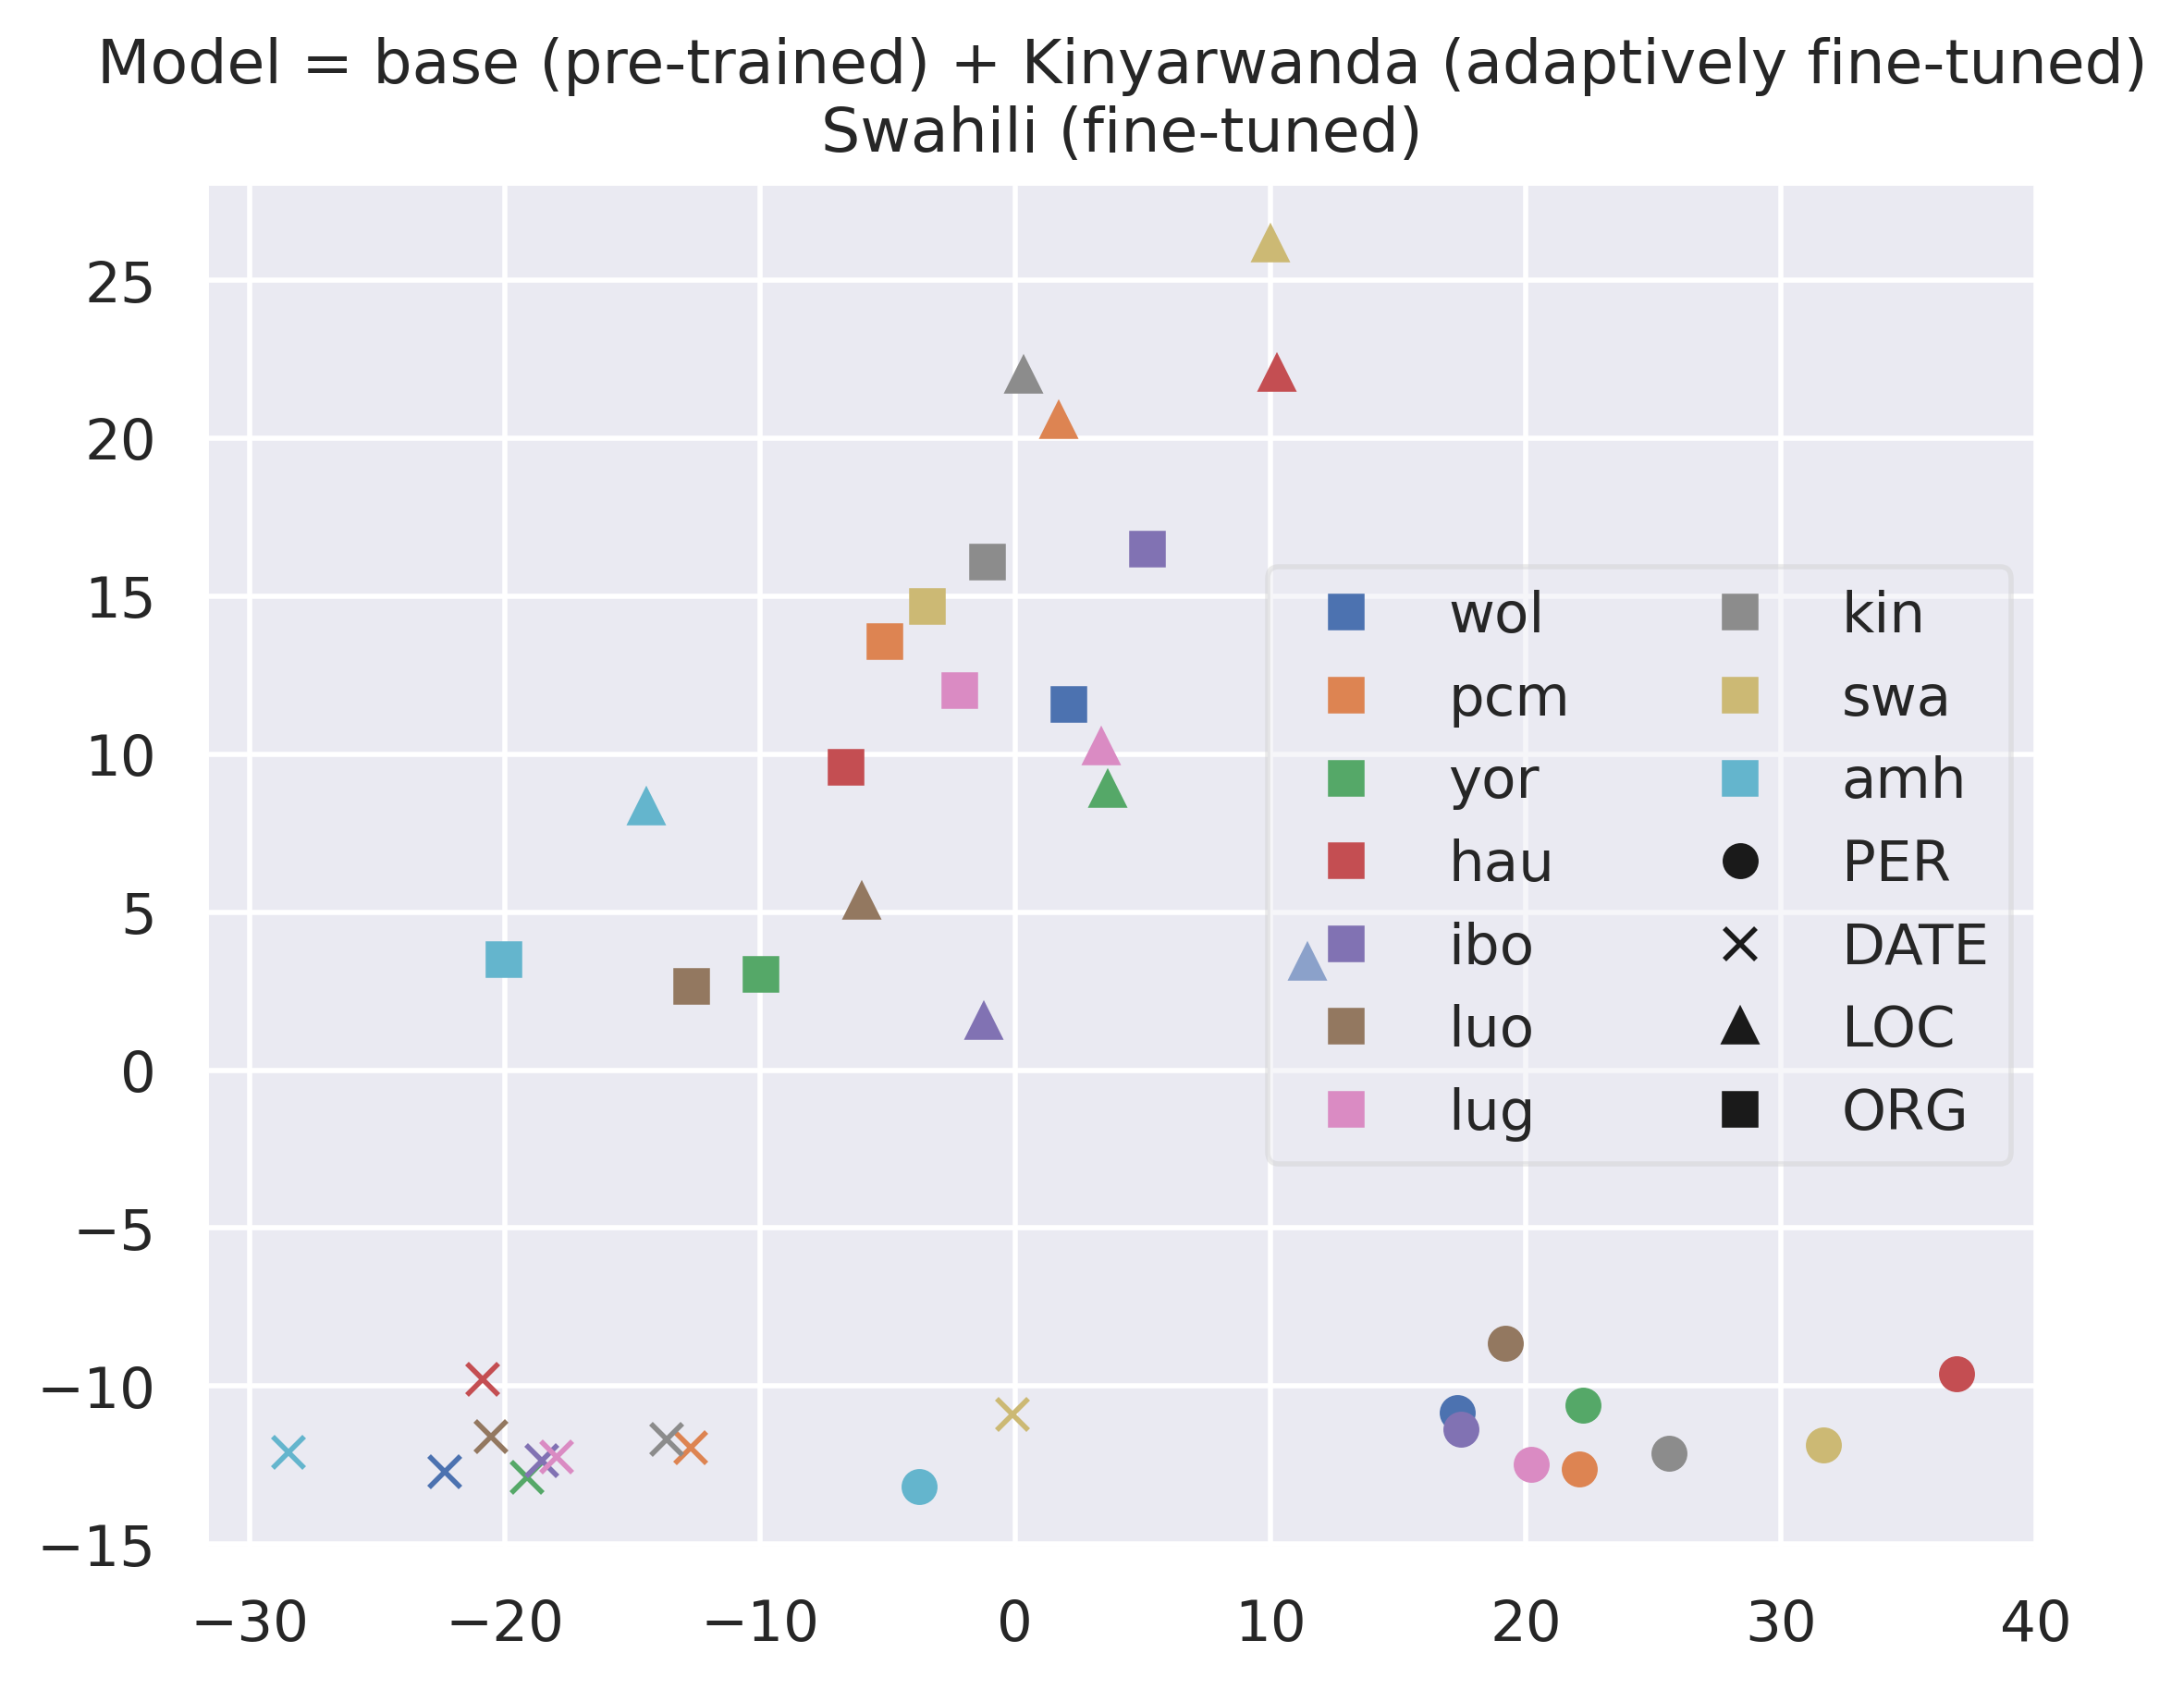 Model = base (pre-trained) + Kinyarwanda (adaptively fine-tuned)
Swahili (fine-tuned)
25
20
15
10
5
0
−5
−10
−15
−30
−20
−10
0
10
20
30
40
wol
pcm
yor
hau
ibo
luo
lug
kin
swa
amh
PER
DATE
LOC
ORG